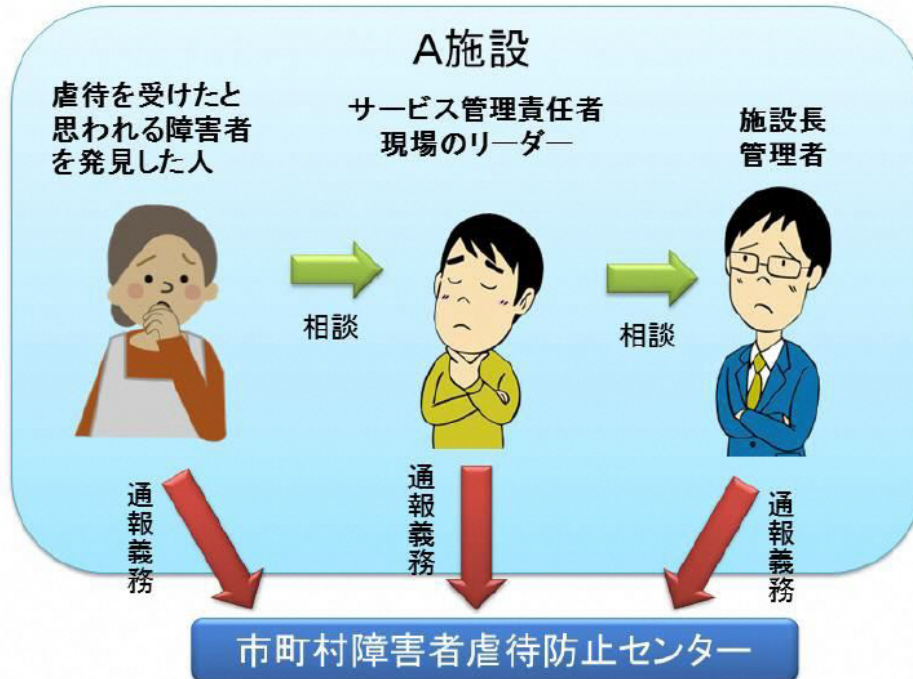 A施設
虐待を受けたと
思われる障害者
を発見した人
サービス管理責任者
現場のリーダー
施設長
管理者
相談
相談
通報義務
通報義務
通報義務
市町村障害者虐待防止センター